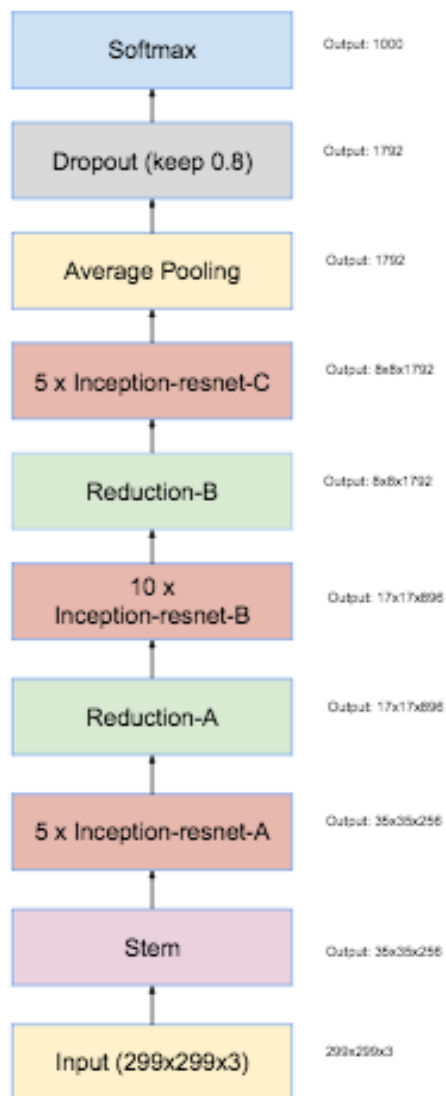 Softmax
Output: 1000
Dropout (keep 0.8)
Output: 1792
Average Pooling
Output: 1792
5 x Inception-resnet-C
Output: 8x8x1792
Reduction-B
Output: 8x8x1792
10 x
Inception-resnet-B
Output: 17x17x896
Reduction-A
Output: 17x17x896
5 x Inception-resnet-A
Output: 35x35x256
Stem
Output: 35x35x256
Input (299x299x3)
299x299x3